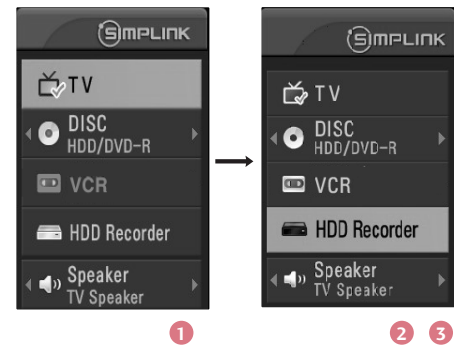 SIMPLINK
TV
DISC
HDD/DVD-R
VCR
HDD Recorder
Speaker
TV Speaker
1
SIMPLINK
TV
DISC
HDD/DVD-R
VCR
HDD Recorder
Speaker
TV Speaker
2 3